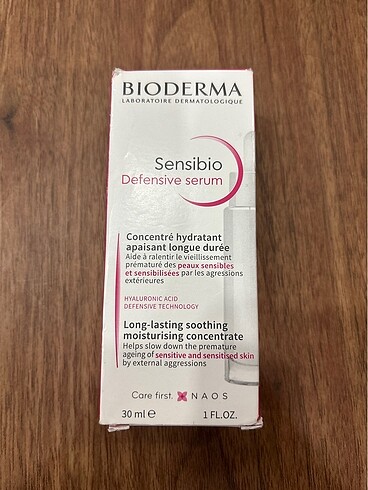 BIODERMA
LABORATOIRE DERMATOLOGIQUE
Sensibio
Defensive serum
Concentré hydratant
apaisant longue durée
Aide à ralentir le vieillissement
prématuré des peaux sensibles
et sensibilisées par les agressions
extérieures
HYALURONIC ACID
DEFENSIVE TECHNOLOGY
Long-lasting soothing
moisturising concentrate
Helps slow down the premature
ageing of sensitive and sensitised skin
by external aggressions
Care first. NAOS
30 ml ℮ 1 FL.OZ.